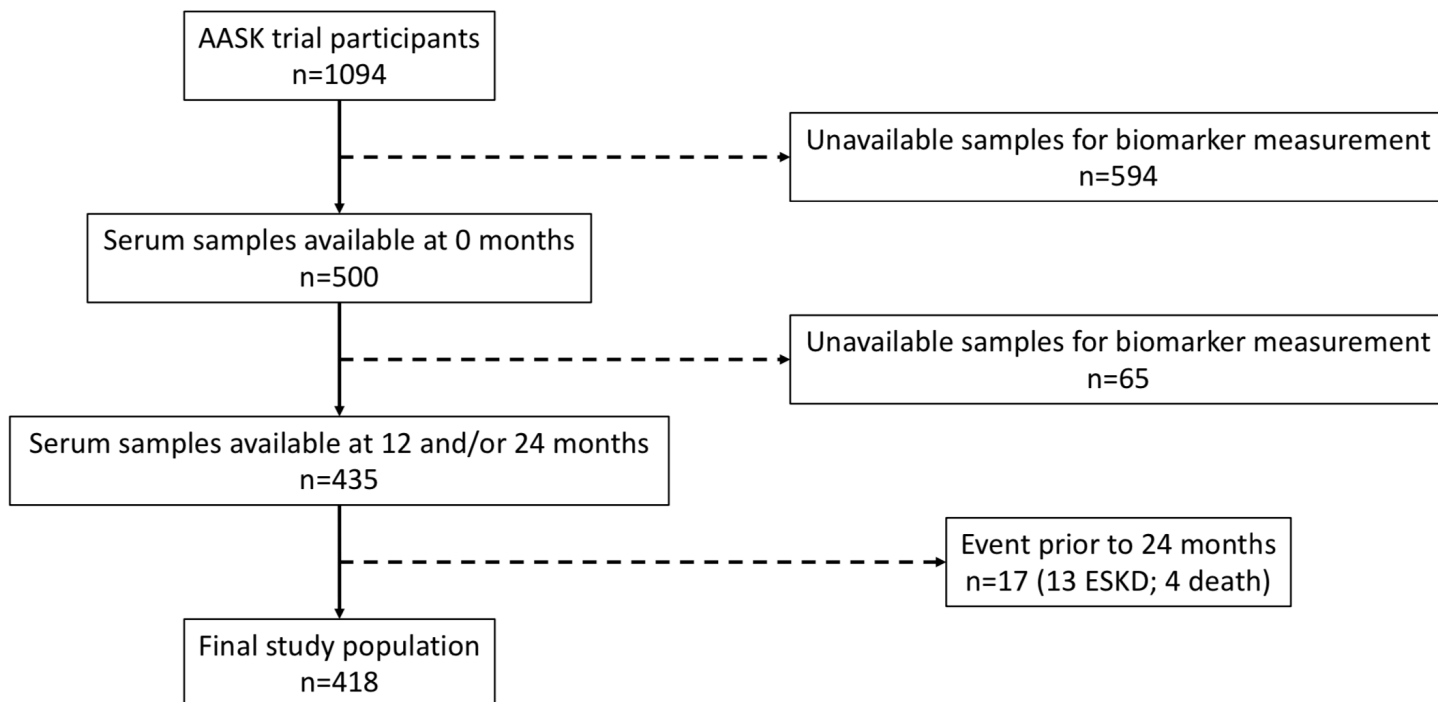 AASK trial participants
n=1094
Unavailable samples for biomarker measurement
n=594
Serum samples available at 0 months
n=500
Unavailable samples for biomarker measurement
n=65
Serum samples available at 12 and/or 24 months
n=435
Event prior to 24 months
n=17 (13 ESKD; 4 death)
Final study population
n=418